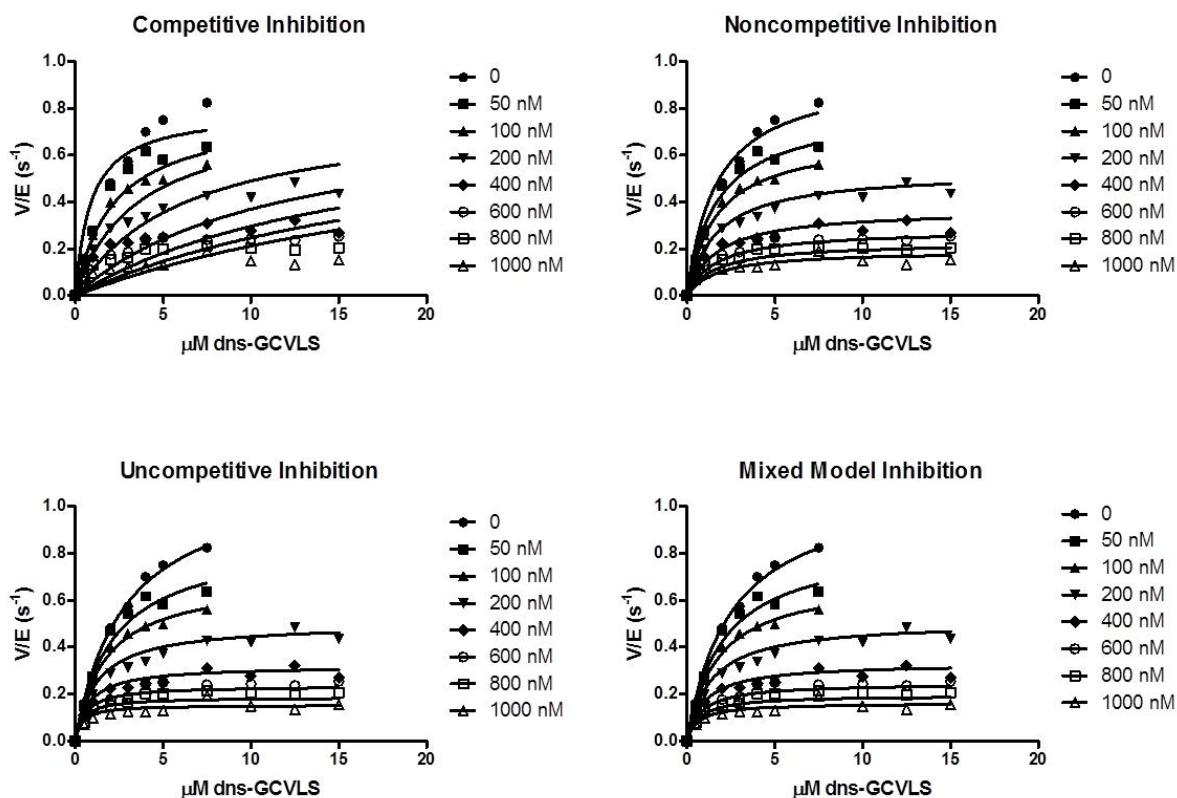 Competitive Inhibition
1.0
0.8
0.6
0.4
0.2
0.0
V/E (s-1)
0 5 10 15 20
μM dns-GCVLS
0
50 nM
100 nM
200 nM
400 nM
600 nM
800 nM
1000 nM
Noncompetitive Inhibition
1.0
0.8
0.6
0.4
0.2
0.0
V/E (s-1)
0 5 10 15 20
μM dns-GCVLS
0
50 nM
100 nM
200 nM
400 nM
600 nM
800 nM
1000 nM
Uncompetitive Inhibition
1.0
0.8
0.6
0.4
0.2
0.0
V/E (s-1)
0 5 10 15 20
μM dns-GCVLS
0
50 nM
100 nM
200 nM
400 nM
600 nM
800 nM
1000 nM
Mixed Model Inhibition
1.0
0.8
0.6
0.4
0.2
0.0
V/E (s-1)
0 5 10 15 20
μM dns-GCVLS
0
50 nM
100 nM
200 nM
400 nM
600 nM
800 nM
1000 nM